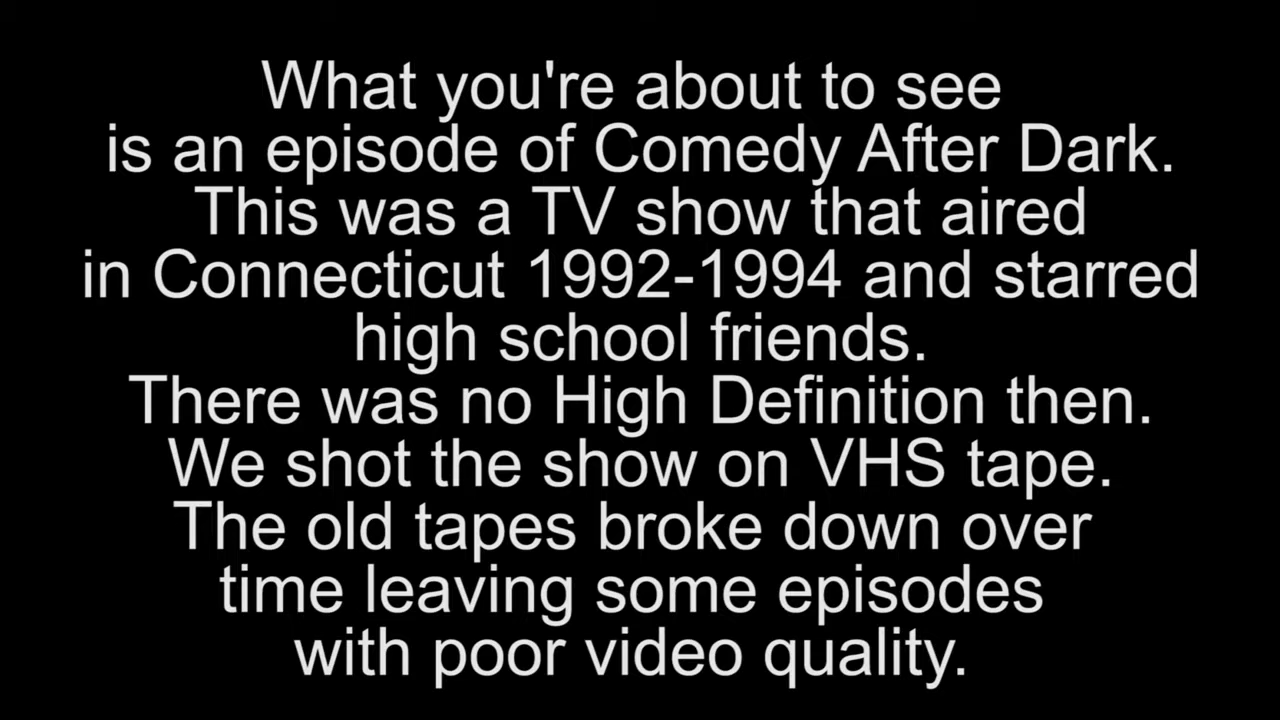 What you're about to see
is an episode of Comedy After Dark.
This was a TV show that aired
in Connecticut 1992-1994 and starred
high school friends.
There was no High Definition then.
We shot the show on VHS tape.
The old tapes broke down over
time leaving some episodes
with poor video quality.